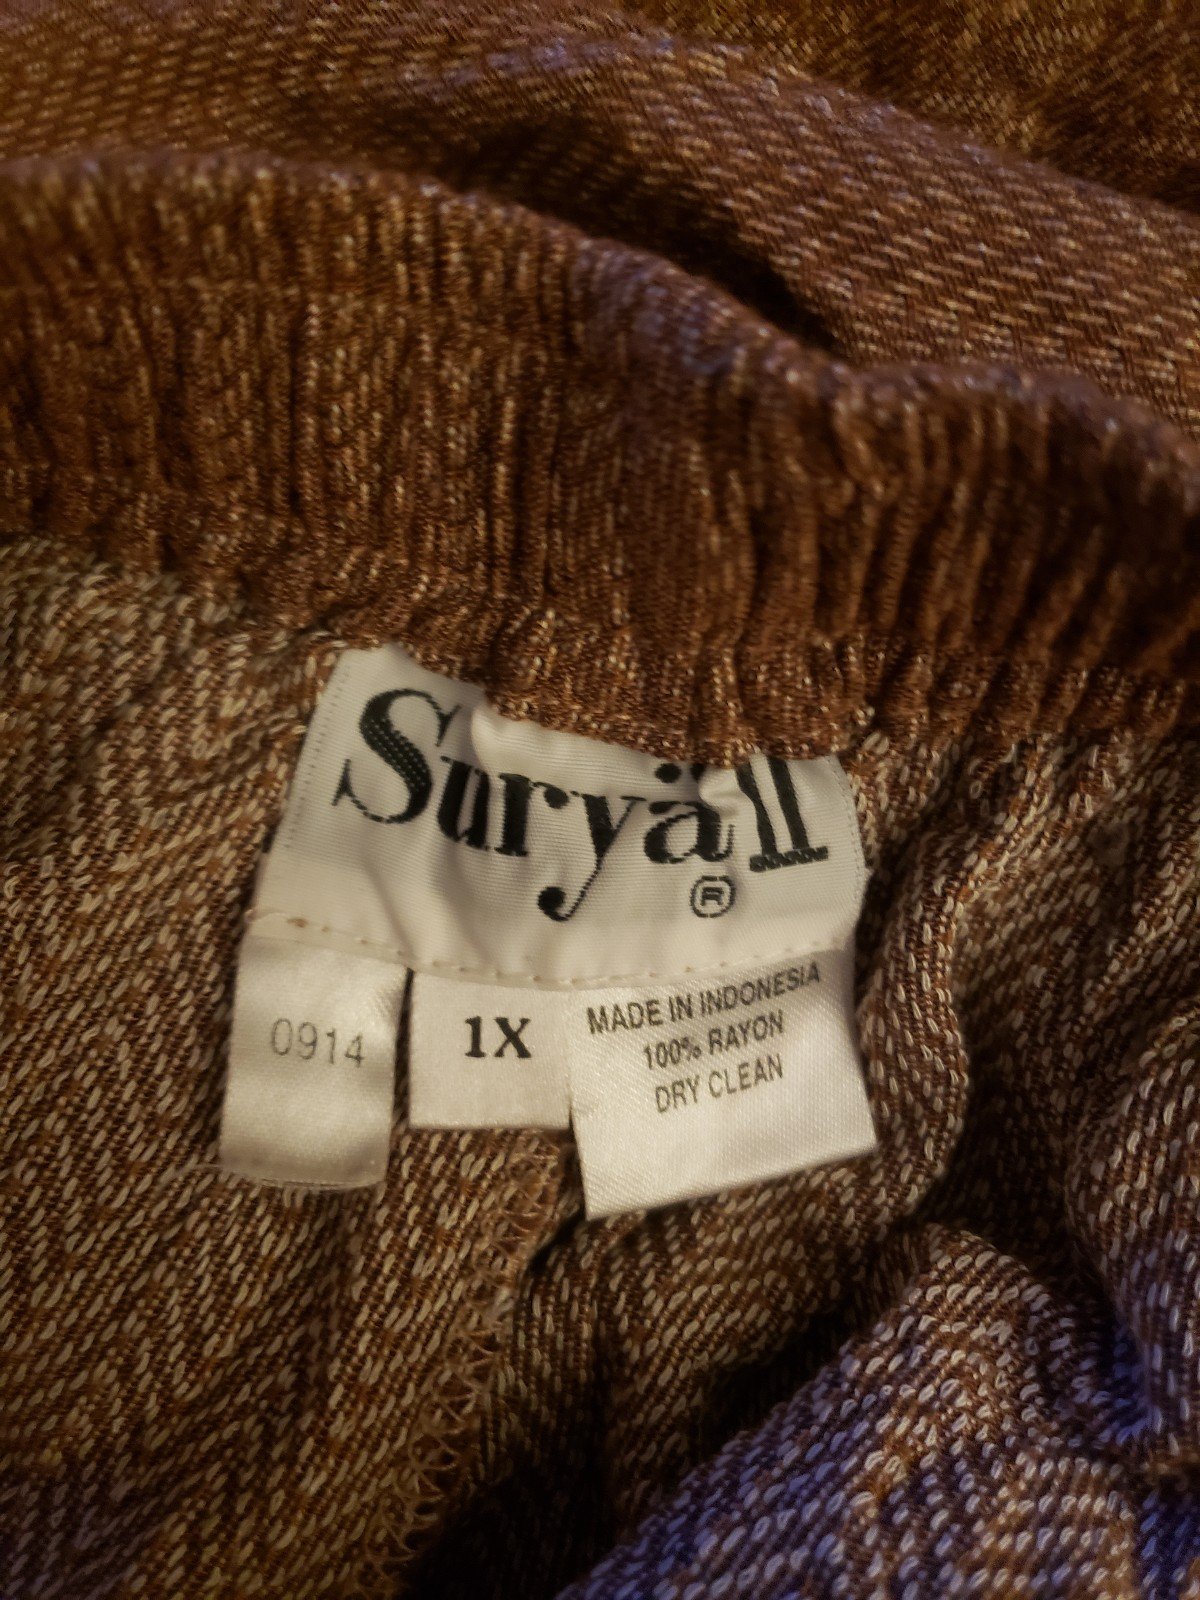 Suryäll
®
0914
1X
MADE IN INDONESIA
100% RAYON
DRY CLEAN